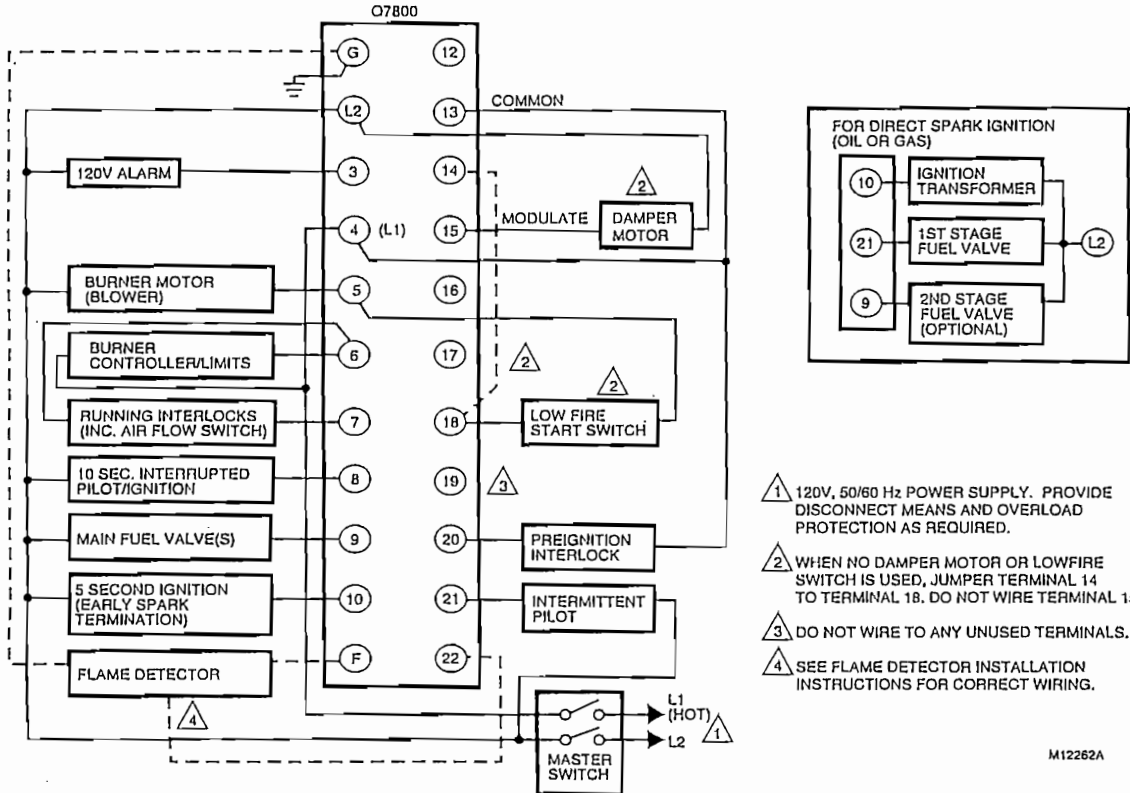 Q7800
G
12
L2
13
COMMON
120V ALARM
3
14
2
4
(L1)
15
MODULATE
DAMPER
MOTOR
BURNER MOTOR
(BLOWER)
5
16
BURNER
CONTROLLER/LIMITS
6
17
2
2
RUNNING INTERLOCKS
(INC. AIR FLOW SWITCH)
7
18
LOW FIRE
START SWITCH
10 SEC. INTERRUPTED
PILOT/IGNITION
8
19
3
MAIN FUEL VALVE(S)
9
20
PREIGNITION
INTERLOCK
5 SECOND IGNITION
(EARLY SPARK
TERMINATION)
10
21
INTERMITTENT
PILOT
FLAME DETECTOR
F
22
4
L1
(HOT)
L2
1
MASTER
SWITCH
FOR DIRECT SPARK IGNITION
(OIL OR GAS)
10
IGNITION
TRANSFORMER
21
1ST STAGE
FUEL VALVE
L2
9
2ND STAGE
FUEL VALVE
(OPTIONAL)
1 120V, 50/60 Hz POWER SUPPLY. PROVIDE
DISCONNECT MEANS AND OVERLOAD
PROTECTION AS REQUIRED.
2 WHEN NO DAMPER MOTOR OR LOWFIRE
SWITCH IS USED, JUMPER TERMINAL 14
TO TERMINAL 18. DO NOT WIRE TERMINAL
3 DO NOT WIRE TO ANY UNUSED TERMINALS.
4 SEE FLAME DETECTOR INSTALLATION
INSTRUCTIONS FOR CORRECT WIRING.
M12262A